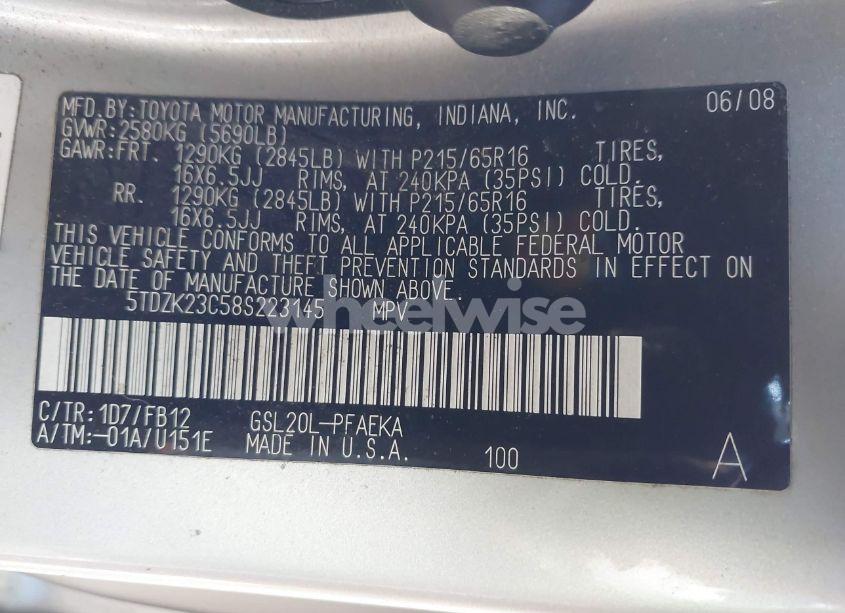 MFD.BY:TOYOTA MOTOR MANUFACTURING, INDIANA, INC. 06/08
GVWR:2580KG (5690LB)
GAWR:FRT. 1290KG (2845LB) WITH P215/65R16 TIRES,
16X6.5JJ RIMS, AT 240KPA (35PSI) COLD.
RR. 1290KG (2845LB) WITH P215/65R16 TIRES,
16X6.5JJ RIMS, AT 240KPA (35PSI) COLD.
THIS VEHICLE CONFORMS TO ALL APPLICABLE FEDERAL MOTOR
VEHICLE SAFETY AND THEFT PREVENTION STANDARDS IN EFFECT ON
THE DATE OF MANUFACTURE SHOWN ABOVE.
5TDZK23C58S223145 MPV
wheelwise
C/TR:1D7/FB12 GSL20L-PFAEKA
A/TM:-01A/U151E MADE IN U.S.A. 100 A